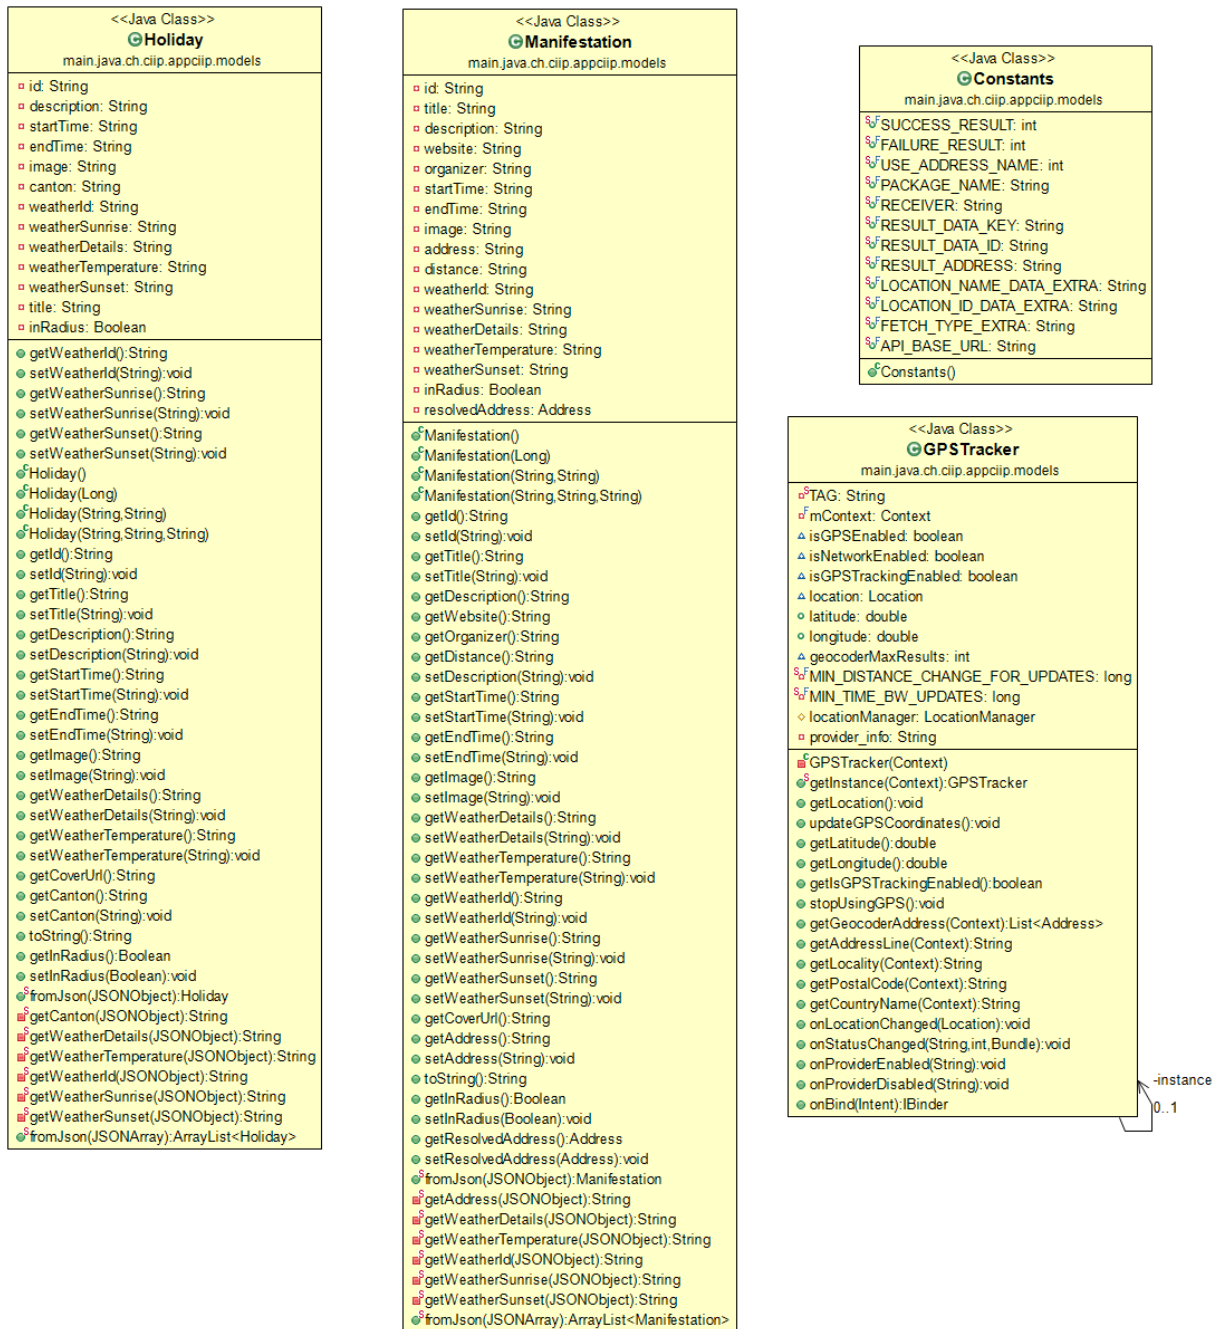 <<Java Class>>
Holiday
main.java.ch.ciip.appciip.models
id: String
description: String
startTime: String
endTime: String
image: String
canton: String
weatherId: String
weatherSunrise: String
weatherDetails: String
weatherTemperature: String
weatherSunset: String
title: String
inRadius: Boolean
getWeatherId():String
setWeatherId(String):void
getWeatherSunrise():String
setWeatherSunrise(String):void
getWeatherSunset():String
setWeatherSunset(String):void
Holiday()
Holiday(Long)
Holiday(String,String)
Holiday(String,String,String)
getId():String
setId(String):void
getTitle():String
setTitle(String):void
getDescription():String
setDescription(String):void
getStartTime():String
setStartTime(String):void
getEndTime():String
setEndTime(String):void
getImage():String
setImage(String):void
getWeatherDetails():String
setWeatherDetails(String):void
getWeatherTemperature():String
setWeatherTemperature(String):void
getCoverUrl():String
getCanton():String
setCanton(String):void
toString():String
getInRadius():Boolean
setInRadius(Boolean):void
fromJson(JSONObject):Holiday
getCanton(JSONObject):String
getWeatherDetails(JSONObject):String
getWeatherTemperature(JSONObject):String
getWeatherId(JSONObject):String
getWeatherSunrise(JSONObject):String
getWeatherSunset(JSONObject):String
fromJson(JSONArray):ArrayList<Holiday>
<<Java Class>>
Manifestation
main.java.ch.ciip.appciip.models
id: String
title: String
description: String
website: String
organizer: String
startTime: String
endTime: String
image: String
address: String
distance: String
weatherId: String
weatherSunrise: String
weatherDetails: String
weatherTemperature: String
weatherSunset: String
inRadius: Boolean
resolvedAddress: Address
Manifestation()
Manifestation(Long)
Manifestation(String,String)
Manifestation(String,String,String)
getId():String
setId(String):void
getTitle():String
setTitle(String):void
getDescription():String
getWebsite():String
getOrganizer():String
getDistance():String
setDescription(String):void
getStartTime():String
setStartTime(String):void
getEndTime():String
setEndTime(String):void
getImage():String
setImage(String):void
getWeatherDetails():String
setWeatherDetails(String):void
getWeatherTemperature():String
setWeatherTemperature(String):void
getWeatherId():String
setWeatherId(String):void
getWeatherSunrise():String
setWeatherSunrise(String):void
getWeatherSunset():String
setWeatherSunset(String):void
getCoverUrl():String
getAddress():String
setAddress(String):void
toString():String
getInRadius():Boolean
setInRadius(Boolean):void
getResolvedAddress():Address
setResolvedAddress(Address):void
fromJson(JSONObject):Manifestation
getAddress(JSONObject):String
getWeatherDetails(JSONObject):String
getWeatherTemperature(JSONObject):String
getWeatherId(JSONObject):String
getWeatherSunrise(JSONObject):String
getWeatherSunset(JSONObject):String
fromJson(JSONArray):ArrayList<Manifestation>
<<Java Class>>
Constants
main.java.ch.ciip.appciip.models
SUCCESS_RESULT: int
FAILURE_RESULT: int
USE_ADDRESS_NAME: int
PACKAGE_NAME: String
RECEIVER: String
RESULT_DATA_KEY: String
RESULT_DATA_ID: String
RESULT_ADDRESS: String
LOCATION_NAME_DATA_EXTRA: String
LOCATION_ID_DATA_EXTRA: String
FETCH_TYPE_EXTRA: String
API_BASE_URL: String
Constants()
<<Java Class>>
GPSTracker
main.java.ch.ciip.appciip.models
TAG: String
mContext: Context
isGPSEnabled: boolean
isNetworkEnabled: boolean
isGPSTrackingEnabled: boolean
location: Location
latitude: double
longitude: double
geocoderMaxResults: int
MIN_DISTANCE_CHANGE_FOR_UPDATES: long
MIN_TIME_BW_UPDATES: long
locationManager: LocationManager
provider_info: String
GPSTracker(Context)
getInstance(Context):GPSTracker
getLocation():void
updateGPSCoordinates():void
getLatitude():double
getLongitude():double
getIsGPSTrackingEnabled():boolean
stopUsingGPS():void
getGeocoderAddress(Context):List<Address>
getAddressLine(Context):String
getLocality(Context):String
getPostalCode(Context):String
getCountryName(Context):String
onLocationChanged(Location):void
onStatusChanged(String,int,Bundle):void
onProviderEnabled(String):void
onProviderDisabled(String):void
onBind(Intent):IBinder
-instance
0..1